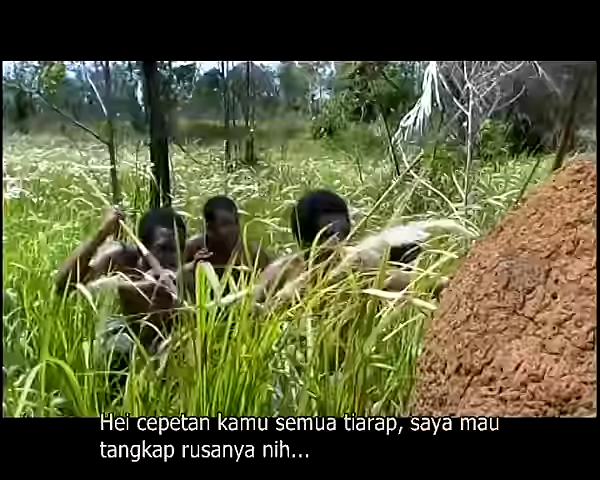 Hei cepetan kamu semua tiarap, saya mau
tangkap rusanya nih...